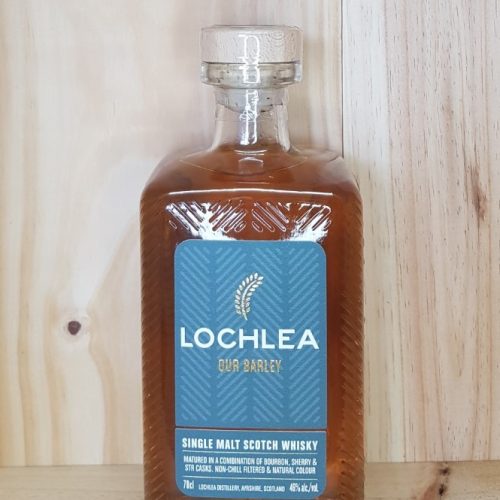 LOCHLEA
OUR BARLEY
SINGLE MALT SCOTCH WHISKY
MATURED IN A COMBINATION OF BOURBON, SHERRY &
STR CASKS. NON-CHILL FILTERED & NATURAL COLOUR
70cl LOCHLEA DISTILLERY, AYRSHIRE, SCOTLAND 46% alc./vol.